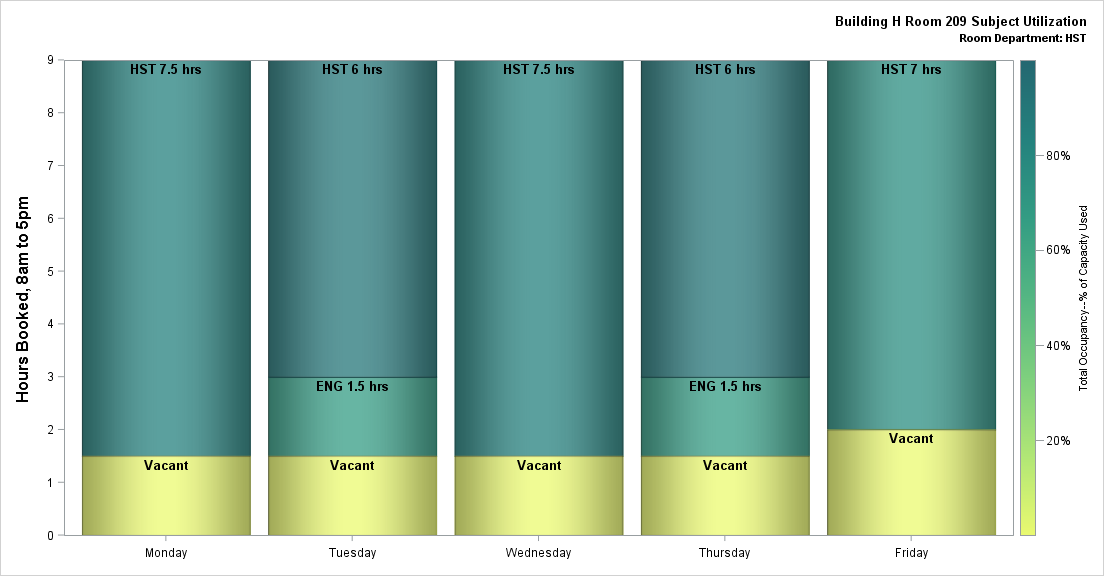 Building H Room 209 Subject Utilization
Room Department: HST
Hours Booked, 8am to 5pm
9
8
7
6
5
4
3
2
1
0
HST 7.5 hrs
Vacant
HST 6 hrs
ENG 1.5 hrs
Vacant
HST 7.5 hrs
Vacant
HST 6 hrs
ENG 1.5 hrs
Vacant
HST 7 hrs
Vacant
Monday
Tuesday
Wednesday
Thursday
Friday
80%
60%
40%
20%
Total Occupancy--% of Capacity Used